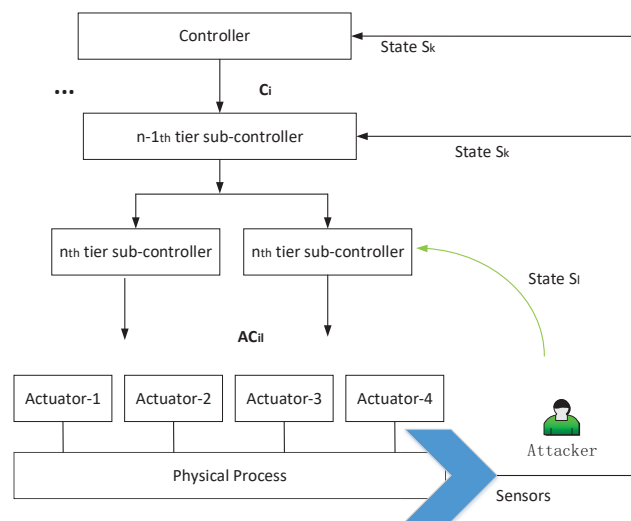 Controller
State Sk
...
Ci
n-1th tier sub-controller
State Sk
nth tier sub-controller
nth tier sub-controller
State Sl
ACil
Actuator-1
Actuator-2
Actuator-3
Actuator-4
Attacker
Physical Process
Sensors